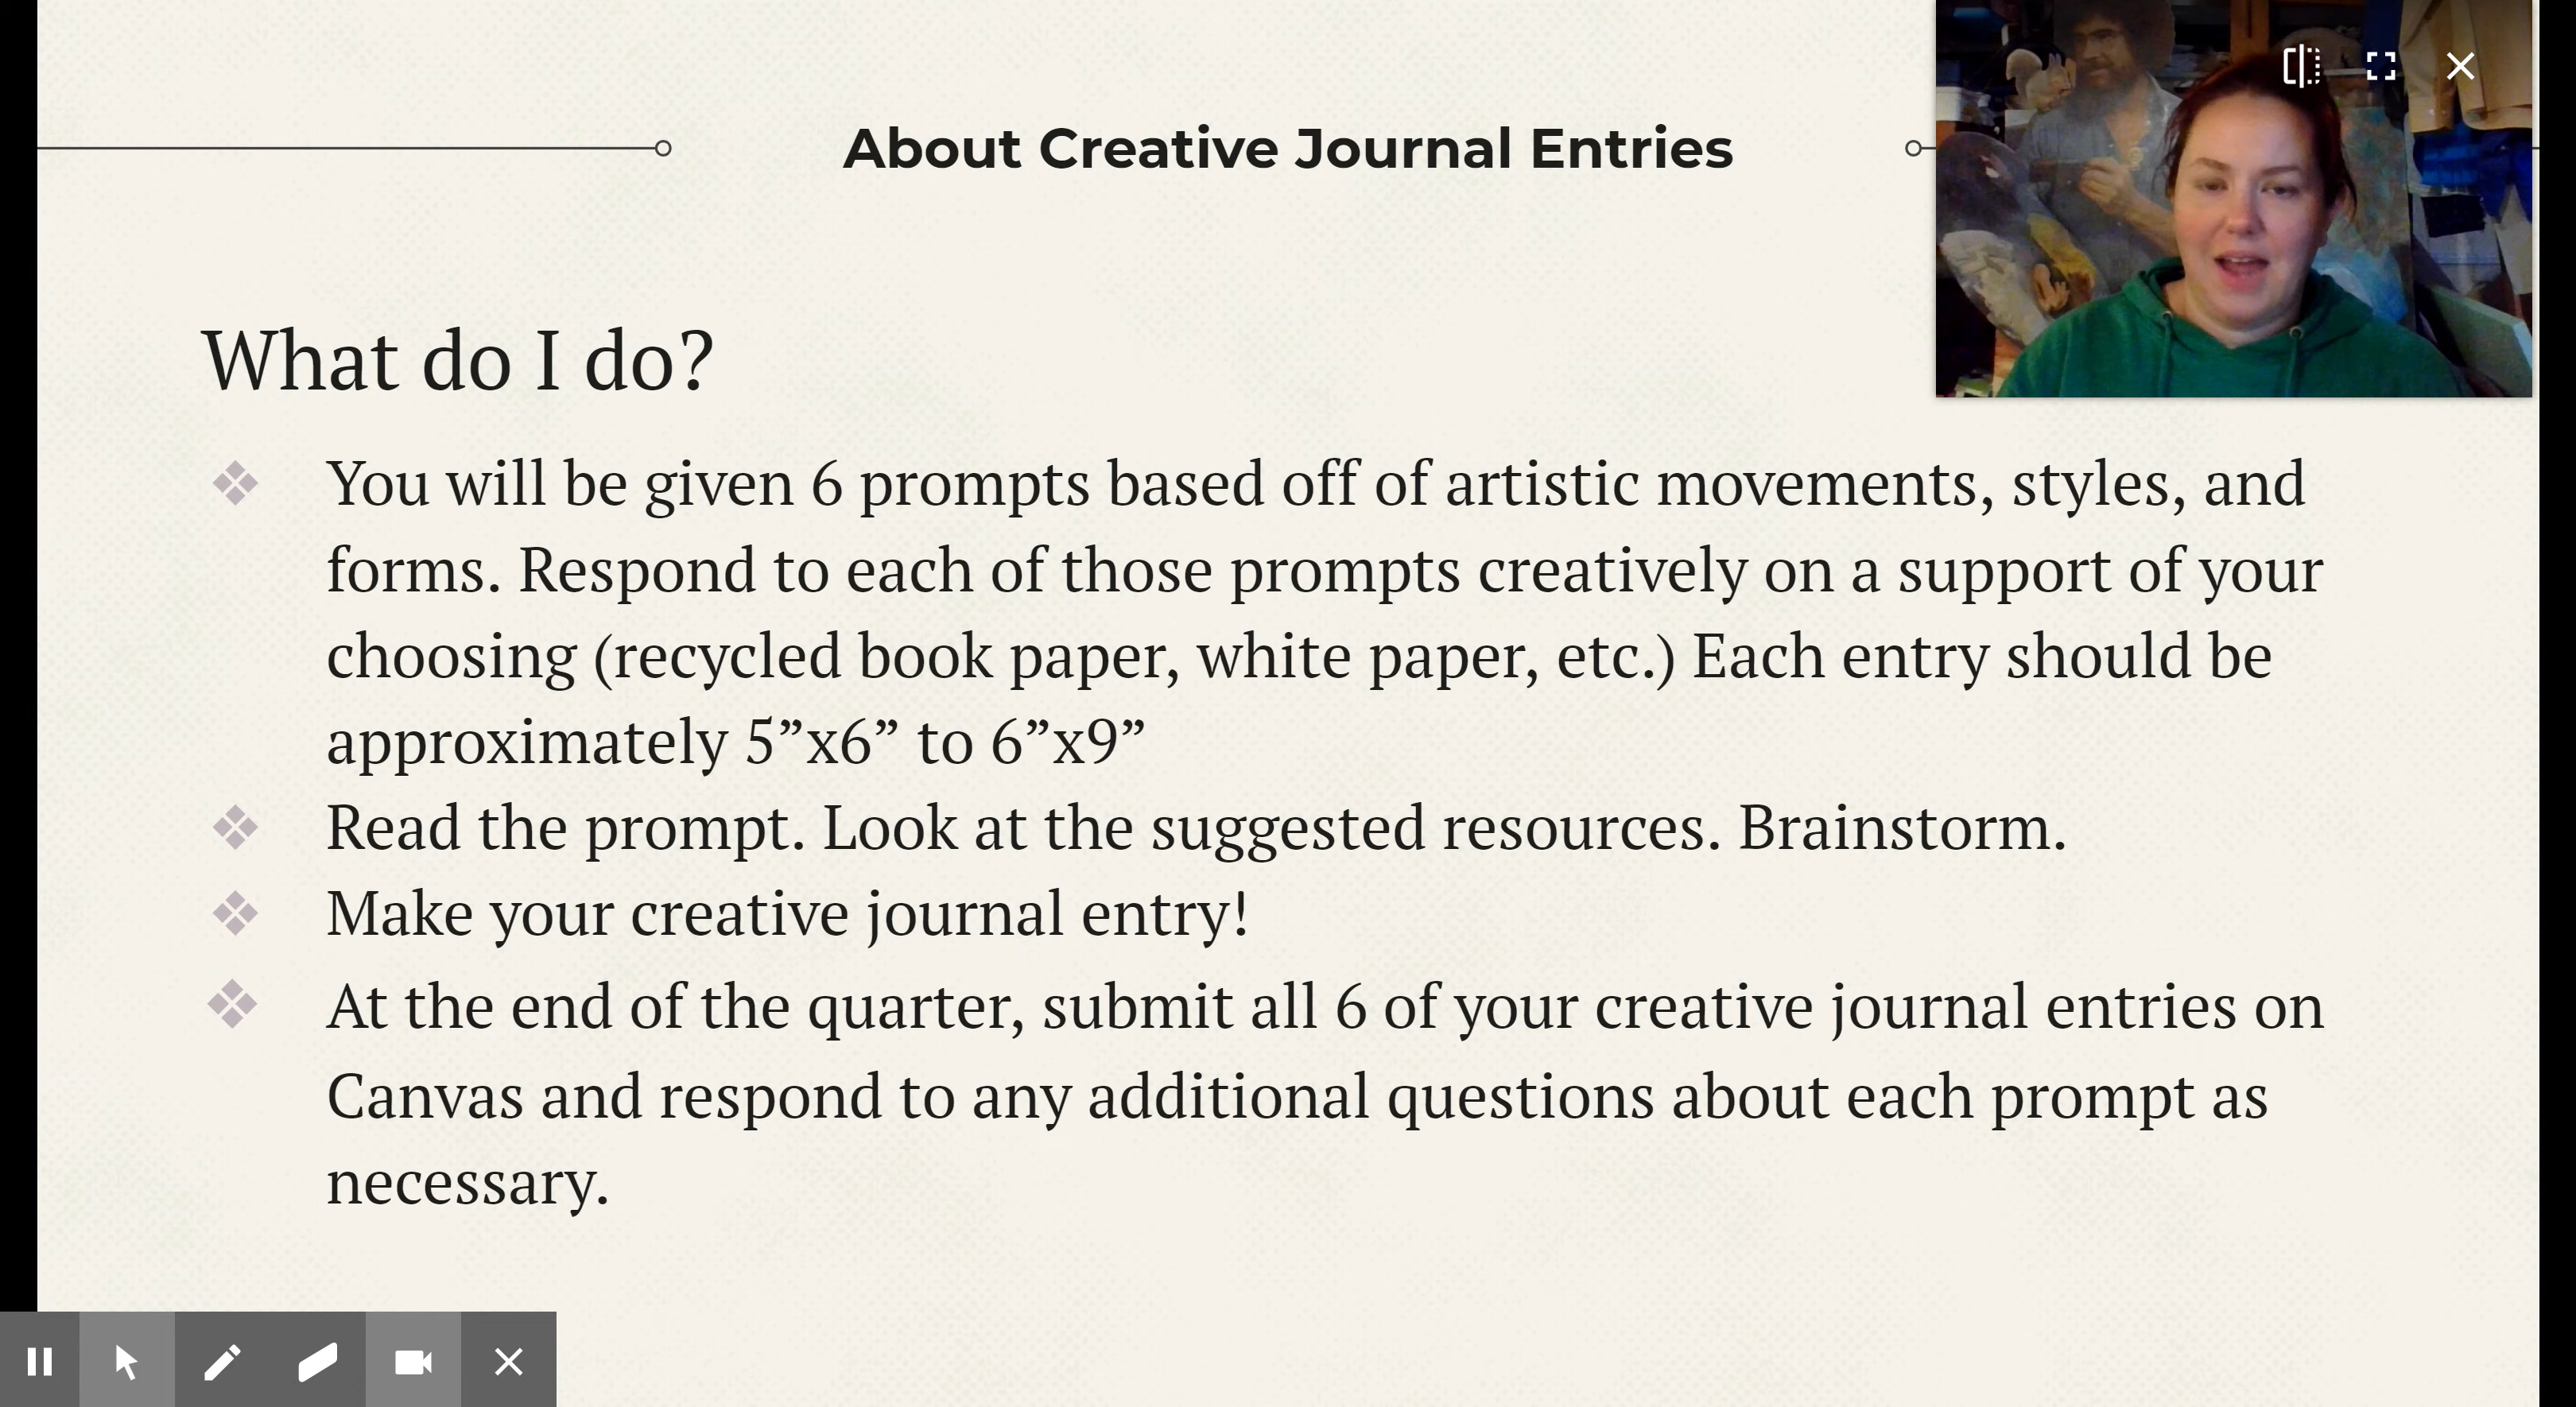 About Creative Journal Entries
What do I do?
You will be given 6 prompts based off of artistic movements, styles, and
forms. Respond to each of those prompts creatively on a support of your
choosing (recycled book paper, white paper, etc.) Each entry should be
approximately 5”x6” to 6”x9”
Read the prompt. Look at the suggested resources. Brainstorm.
Make your creative journal entry!
At the end of the quarter, submit all 6 of your creative journal entries on
Canvas and respond to any additional questions about each prompt as
necessary.